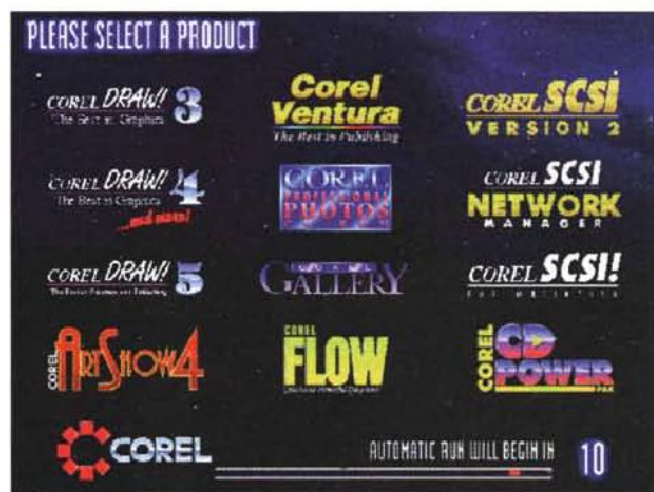 PLEASE SELECT A PRODUCT
COREL DRAW! 3
The Best in Graphics
Corel
Ventura
The Best in Publishing
COREL SCSI
VERSION 2
COREL DRAW! 4
The Best in Graphics
...and more!
COREL
PROFESSIONAL
PHOTOS
COREL SCSI
NETWORK
MANAGER
COREL DRAW! 5
GALLERY
COREL SCSI!
COREL
ARTSHOW4
COREL
FLOW
COREL
CD
POWER
PAK
COREL
AUTOMATIC RUN WILL BEGIN IN
10